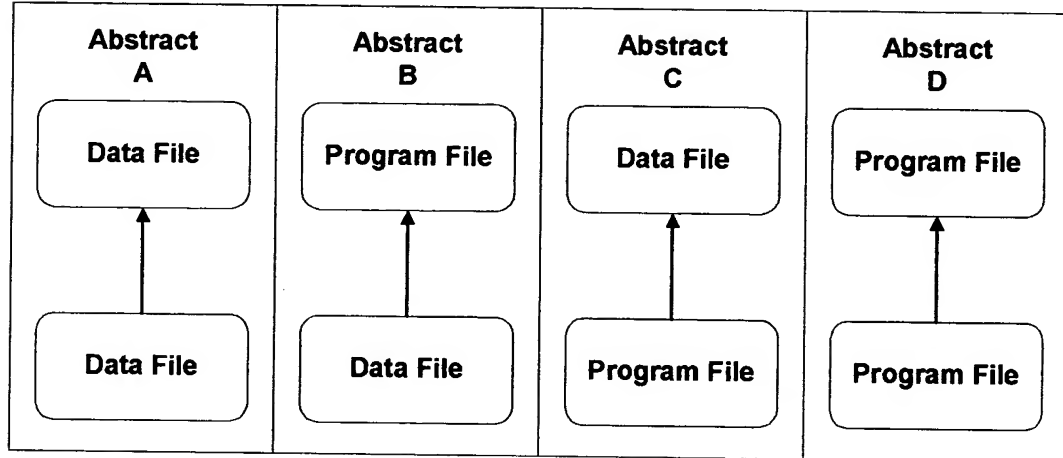 Abstract
A
Data File
Data File
Abstract
B
Program File
Data File
Abstract
C
Data File
Program File
Abstract
D
Program File
Program File